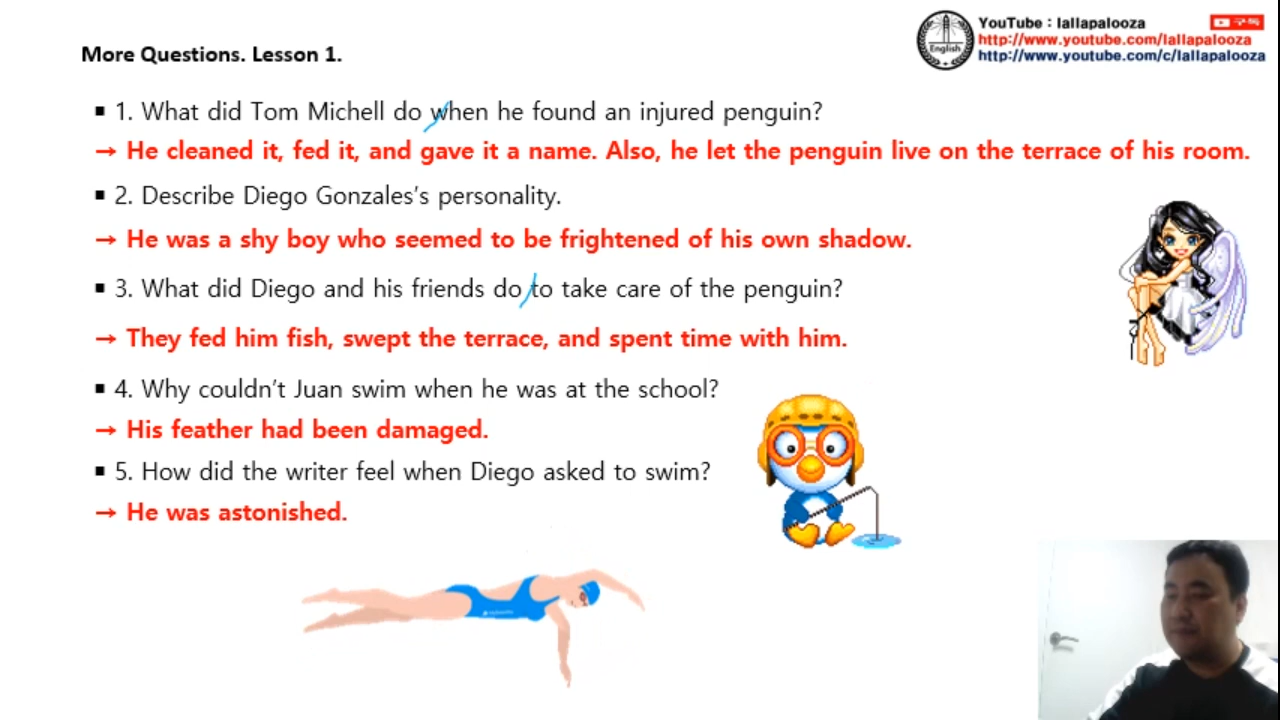 YouTube : lallapalooza
구독
http://www.youtube.com/lallapalooza
http://www.youtube.com/c/lallapalooza
English
More Questions. Lesson 1.
▪ 1. What did Tom Michell do when he found an injured penguin?
→ He cleaned it, fed it, and gave it a name. Also, he let the penguin live on the terrace of his room.
▪ 2. Describe Diego Gonzales's personality.
→ He was a shy boy who seemed to be frightened of his own shadow.
▪ 3. What did Diego and his friends do to take care of the penguin?
→ They fed him fish, swept the terrace, and spent time with him.
▪ 4. Why couldn't Juan swim when he was at the school?
→ His feather had been damaged.
▪ 5. How did the writer feel when Diego asked to swim?
→ He was astonished.